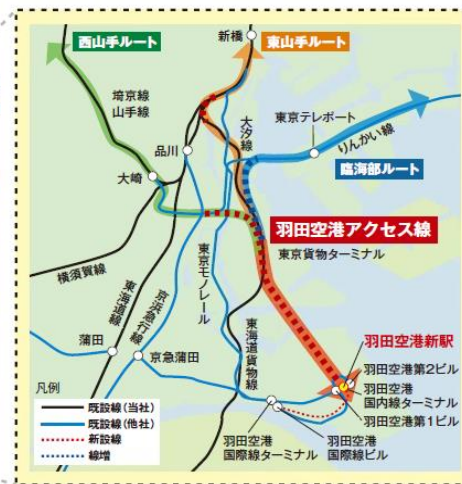 西山手ルート
新橋
東山手ルート
埼京線
山手線
大汐線
東京テレポート
りんかい線
品川
臨海部ルート
大崎
羽田空港アクセス線
東京貨物ターミナル
横須賀線
東海道線
京浜急行線
東京モノレール
東海道貨物線
蒲田
京急蒲田
羽田空港新駅
羽田空港第2ビル
羽田空港
国内線ターミナル
羽田空港第1ビル
凡例
既設線(当社)
既設線(他社)
新設線
線増
羽田空港
国際線ターミナル
羽田空港
国際線ビル